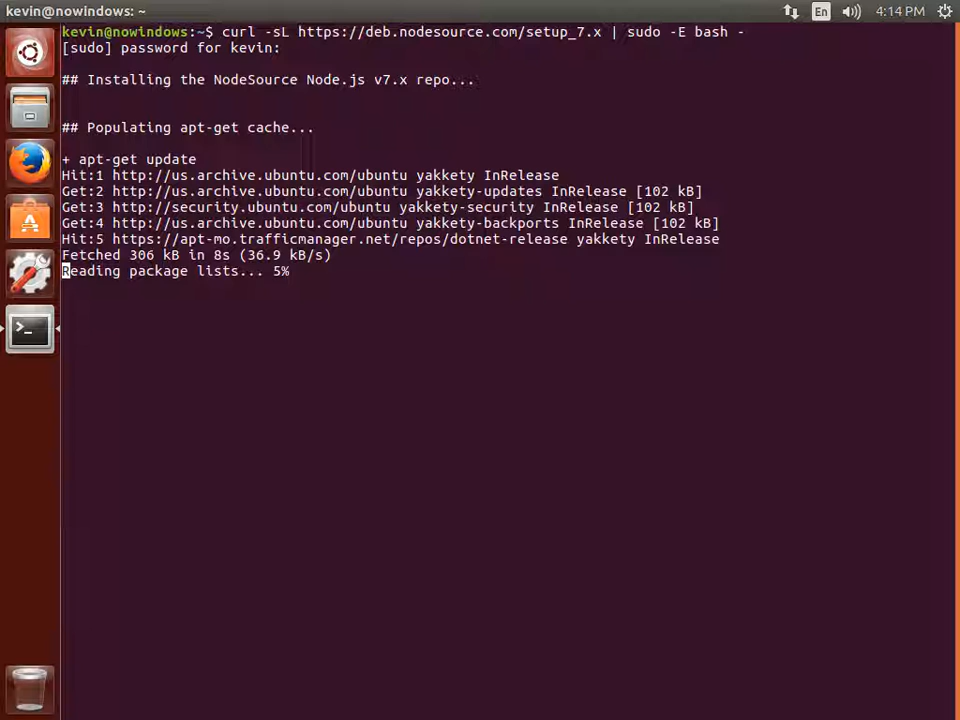 kevin@nowindows: ~
En
4:14 PM
kevin@nowindows:~$ curl -sL https://deb.nodesource.com/setup_7.x | sudo -E bash -
[sudo] password for kevin:
## Installing the NodeSource Node.js v7.x repo...
## Populating apt-get cache...
+ apt-get update
Hit:1 http://us.archive.ubuntu.com/ubuntu yakkety InRelease
Get:2 http://us.archive.ubuntu.com/ubuntu yakkety-updates InRelease [102 kB]
Get:3 http://security.ubuntu.com/ubuntu yakkety-security InRelease [102 kB]
Get:4 http://us.archive.ubuntu.com/ubuntu yakkety-backports InRelease [102 kB]
Hit:5 https://apt-mo.trafficmanager.net/repos/dotnet-release yakkety InRelease
Fetched 306 kB in 8s (36.9 kB/s)
Reading package lists... 5%